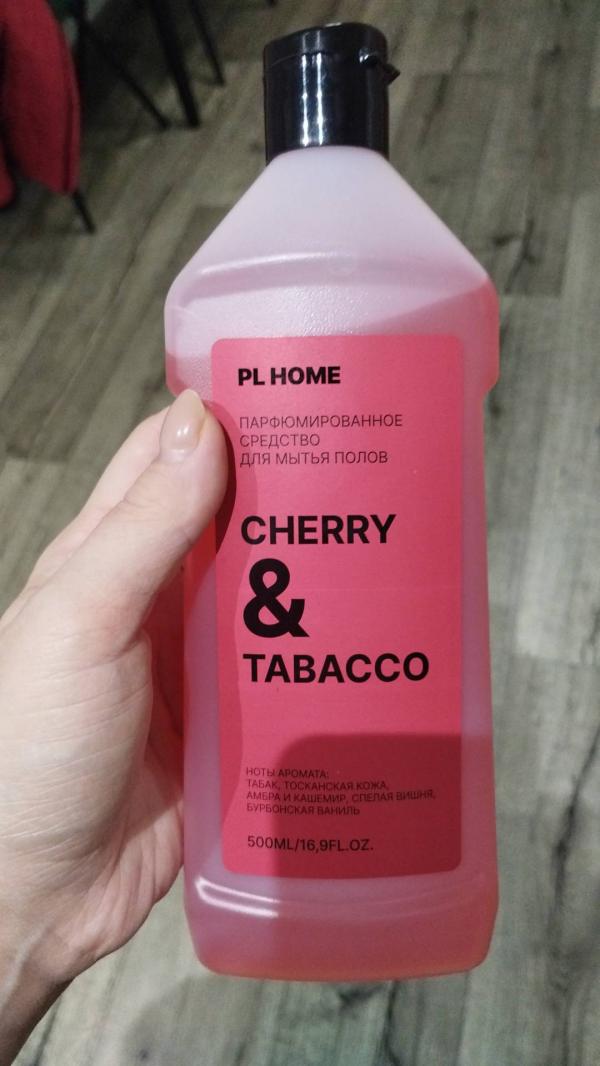 PL HOME
ПАРФЮМИРОВАННОЕ
СРЕДСТВО
ДЛЯ МЫТЬЯ ПОЛОВ
CHERRY
&
TABACCO
НОТЫ АРОМАТА:
ТАБАК, ТОСКАНСКАЯ КОЖА,
АМБРА И КАШЕМИР, СПЕЛАЯ ВИШНЯ,
БУРБОНСКАЯ ВАНИЛЬ
500ML/16,9FL.OZ.